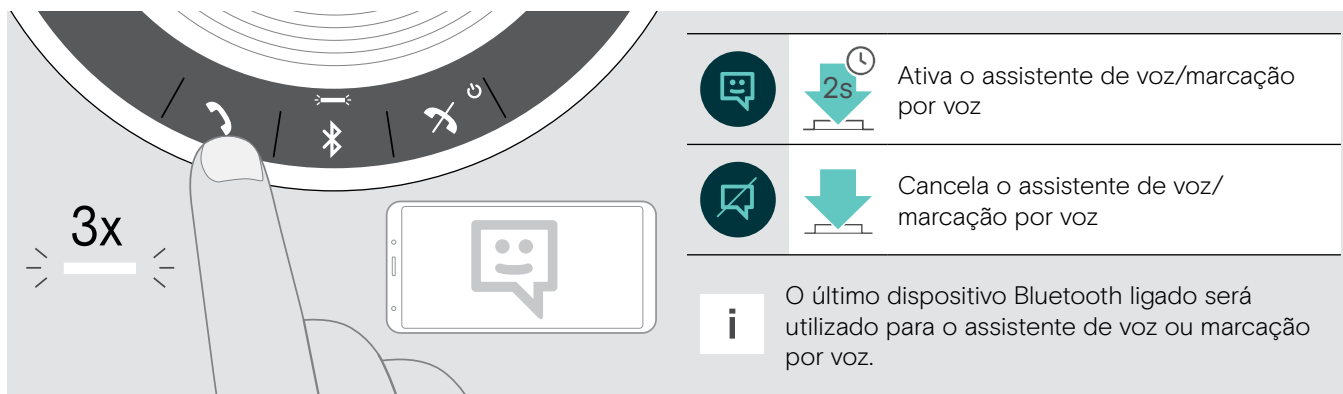 3x
2s
Ativa o assistente de voz/marcação
por voz
Cancela o assistente de voz/
marcação por voz
i
O último dispositivo Bluetooth ligado será
utilizado para o assistente de voz ou marcação
por voz.